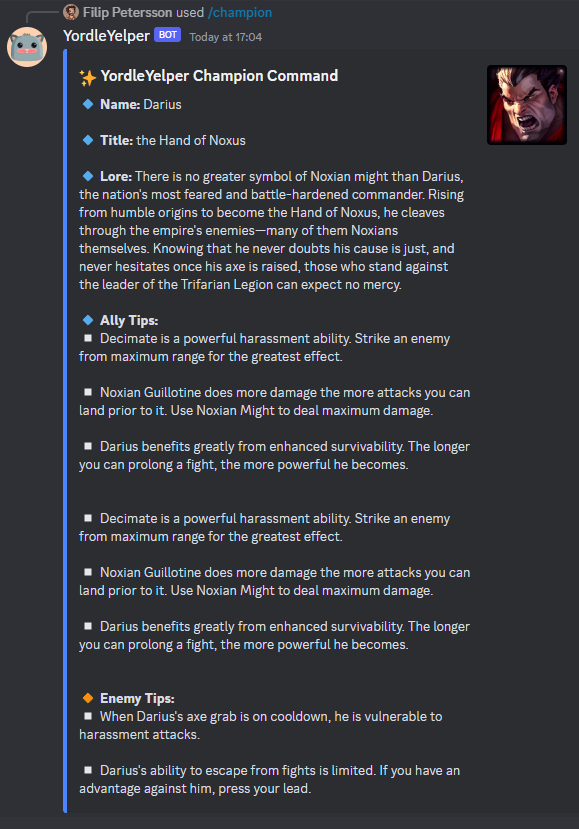 Filip Petersson used /champion
YordleYelper BOT Today at 17:04
YordleYelper Champion Command
Name: Darius
Title: the Hand of Noxus
Lore: There is no greater symbol of Noxian might than Darius,
the nation's most feared and battle-hardened commander. Rising
from humble origins to become the Hand of Noxus, he cleaves
through the empire's enemies—many of them Noxians
themselves. Knowing that he never doubts his cause is just, and
never hesitates once his axe is raised, those who stand against
the leader of the Trifarian Legion can expect no mercy.
Ally Tips:
Decimate is a powerful harassment ability. Strike an enemy
from maximum range for the greatest effect.
Noxian Guillotine does more damage the more attacks you can
land prior to it. Use Noxian Might to deal maximum damage.
Darius benefits greatly from enhanced survivability. The longer
you can prolong a fight, the more powerful he becomes.
Decimate is a powerful harassment ability. Strike an enemy
from maximum range for the greatest effect.
Noxian Guillotine does more damage the more attacks you can
land prior to it. Use Noxian Might to deal maximum damage.
Darius benefits greatly from enhanced survivability. The longer
you can prolong a fight, the more powerful he becomes.
Enemy Tips:
When Darius's axe grab is on cooldown, he is vulnerable to
harassment attacks.
Darius's ability to escape from fights is limited. If you have an
advantage against him, press your lead.